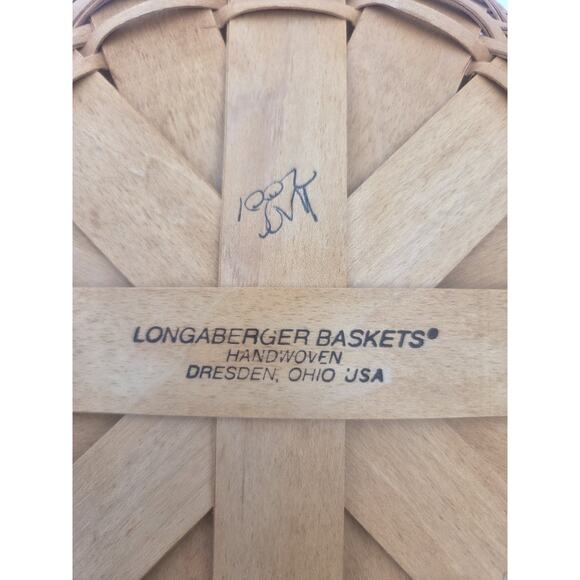 LONGABERGER BASKETS®
HANDWOVEN
DRESDEN, OHIO USA